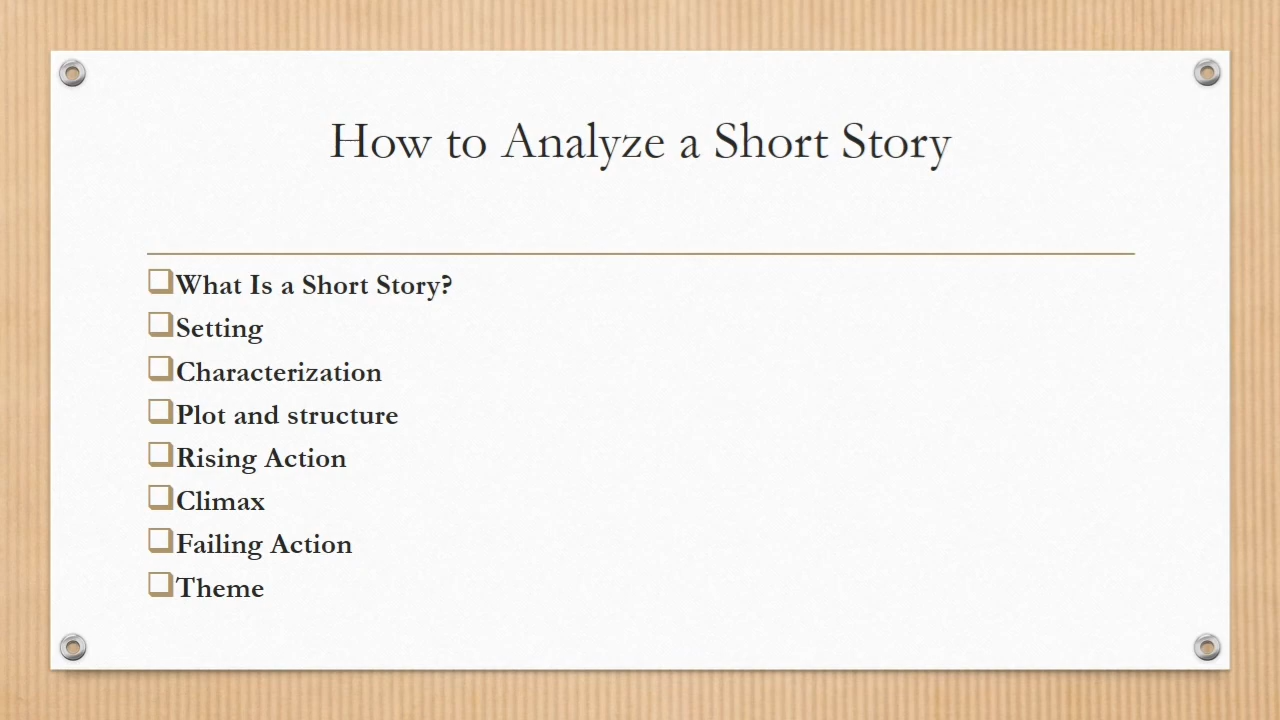 How to Analyze a Short Story
What Is a Short Story?
Setting
Characterization
Plot and structure
Rising Action
Climax
Failing Action
Theme